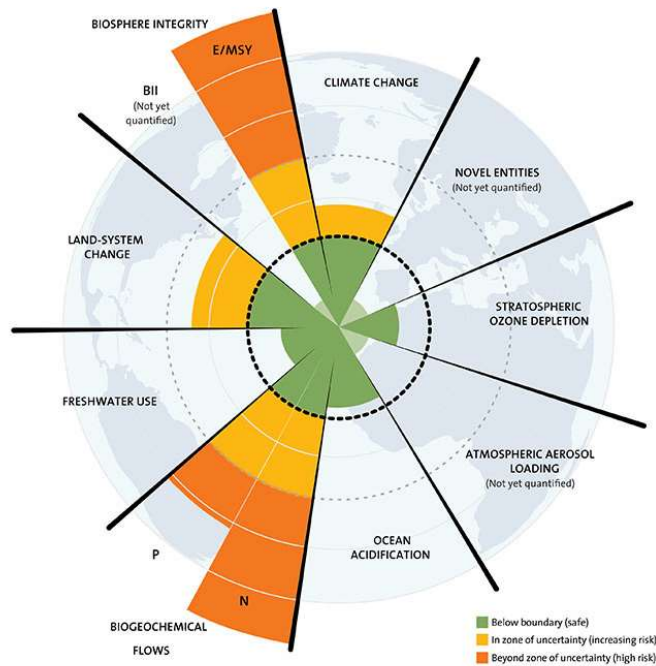 BIOSPHERE INTEGRITY
E/MSY
CLIMATE CHANGE
BII
(Not yet
quantified)
NOVEL ENTITIES
(Not yet quantified)
LAND-SYSTEM
CHANGE
STRATOSPHERIC
OZONE DEPLETION
FRESHWATER USE
ATMOSPHERIC AEROSOL
LOADING
(Not yet quantified)
OCEAN
ACIDIFICATION
P
N
BIOGEOCHEMICAL
FLOWS
Below boundary (safe)
In zone of uncertainty (increasing risk)
Beyond zone of uncertainty (high risk)